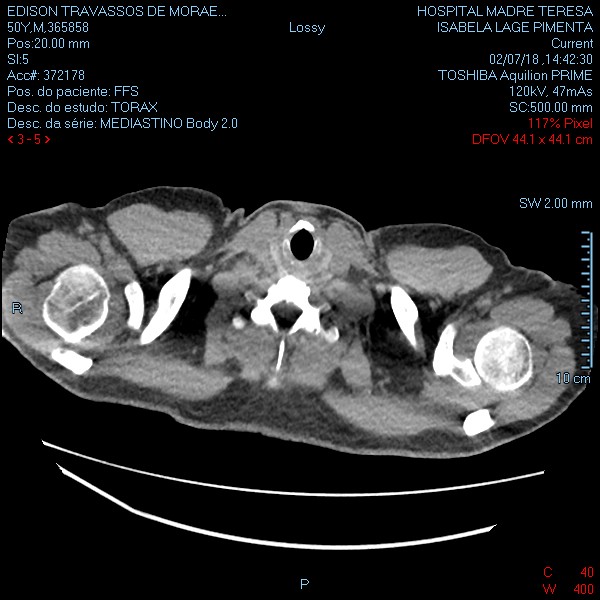 EDISON TRAVASSOS DE MORAE...
50Y,M,365858
Pos:20.00 mm
SI:5
Acc#: 372178
Pos. do paciente: FFS
Desc. do estudo: TORAX
Desc. da série: MEDIASTINO Body 2.0
< 3 - 5 >
Lossy
HOSPITAL MADRE TERESA
ISABELA LAGE PIMENTA
Current
02/07/18 ,14:42:30
TOSHIBA Aquilion PRIME
120kV, 47mAs
SC:500.00 mm
117% Pixel
DFOV 44.1 x 44.1 cm
SW 2.00 mm
R
10 cm
P
C 40
W 400